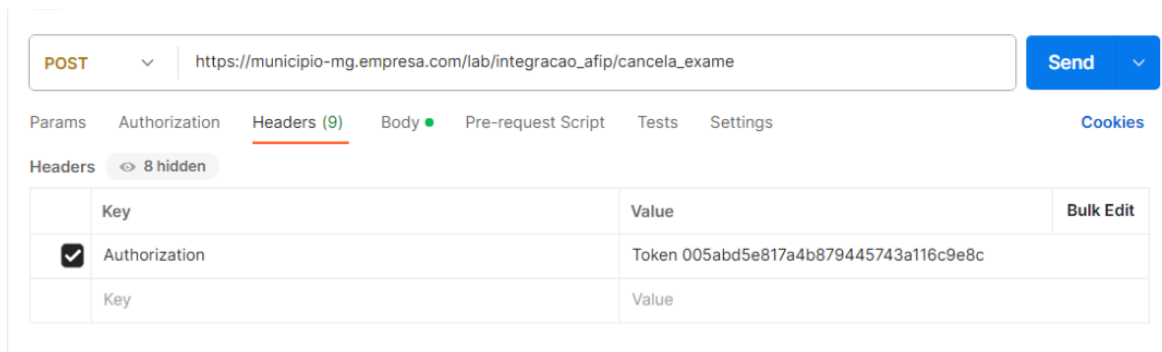 POST https://municipio-mg.empresa.com/lab/integracao_afip/cancela_exame Send
Params Authorization Headers (9) Body Pre-request Script Tests Settings Cookies
Headers 8 hidden
Key Value Bulk Edit
Authorization Token 005abd5e817a4b879445743a116c9e8c
Key Value